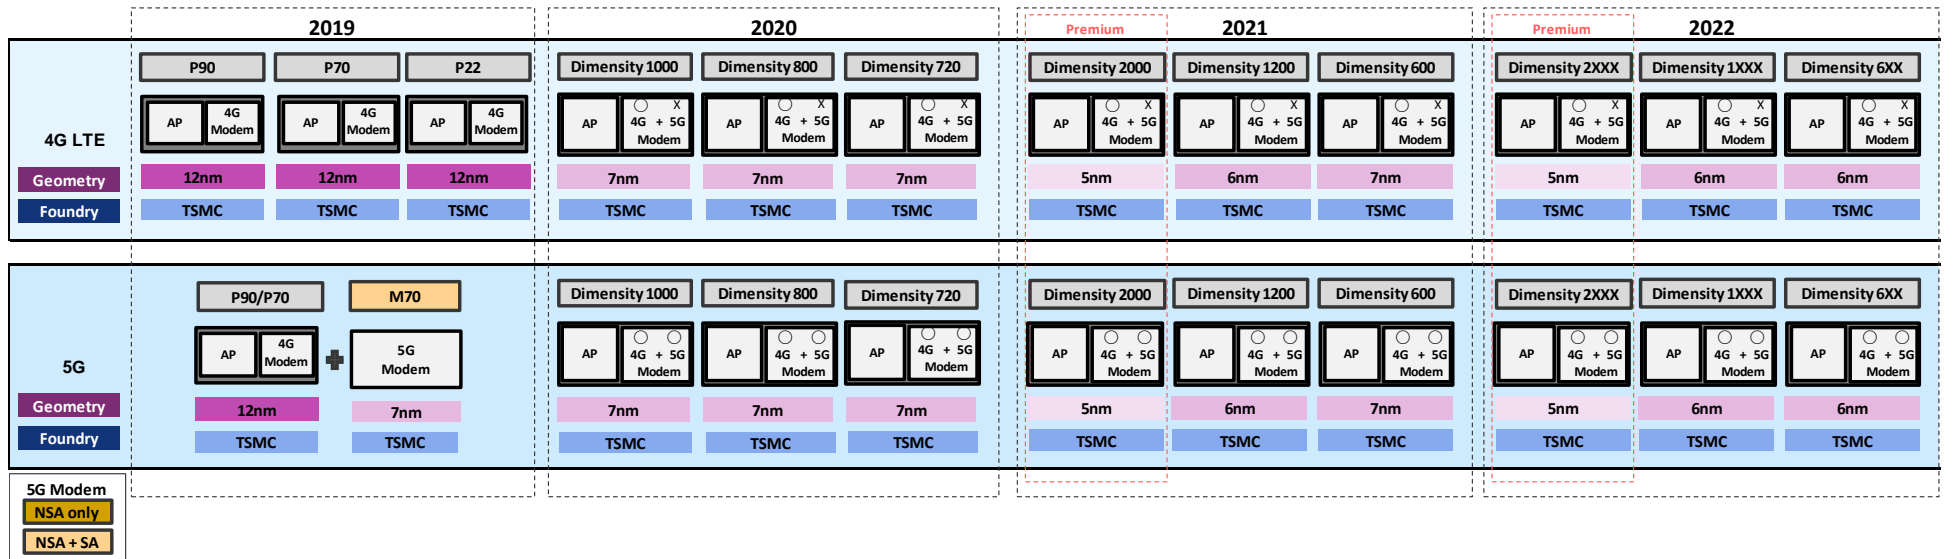 2019
2020
Premium
2021
Premium
2022
P90
P70
P22
Dimensity 1000
Dimensity 800
Dimensity 720
Dimensity 2000
Dimensity 1200
Dimensity 600
Dimensity 2XXX
Dimensity 1XXX
Dimensity 6XX
4G LTE
AP
4G
Modem
AP
4G
Modem
AP
4G
Modem
AP
X
4G + 5G
Modem
AP
X
4G + 5G
Modem
AP
X
4G + 5G
Modem
AP
X
4G + 5G
Modem
AP
X
4G + 5G
Modem
AP
X
4G + 5G
Modem
AP
X
4G + 5G
Modem
AP
X
4G + 5G
Modem
AP
X
4G + 5G
Modem
Geometry
12nm
12nm
12nm
7nm
7nm
7nm
5nm
6nm
7nm
5nm
6nm
6nm
Foundry
TSMC
TSMC
TSMC
TSMC
TSMC
TSMC
TSMC
TSMC
TSMC
TSMC
TSMC
TSMC
P90/P70
M70
Dimensity 1000
Dimensity 800
Dimensity 720
Dimensity 2000
Dimensity 1200
Dimensity 600
Dimensity 2XXX
Dimensity 1XXX
Dimensity 6XX
5G
AP
4G
Modem
5G
Modem
AP
4G + 5G
Modem
AP
4G + 5G
Modem
AP
4G + 5G
Modem
AP
4G + 5G
Modem
AP
4G + 5G
Modem
AP
4G + 5G
Modem
AP
4G + 5G
Modem
AP
4G + 5G
Modem
AP
4G + 5G
Modem
Geometry
12nm
7nm
7nm
7nm
7nm
5nm
6nm
7nm
5nm
6nm
6nm
Foundry
TSMC
TSMC
TSMC
TSMC
TSMC
TSMC
TSMC
TSMC
TSMC
TSMC
TSMC
5G Modem
NSA only
NSA + SA